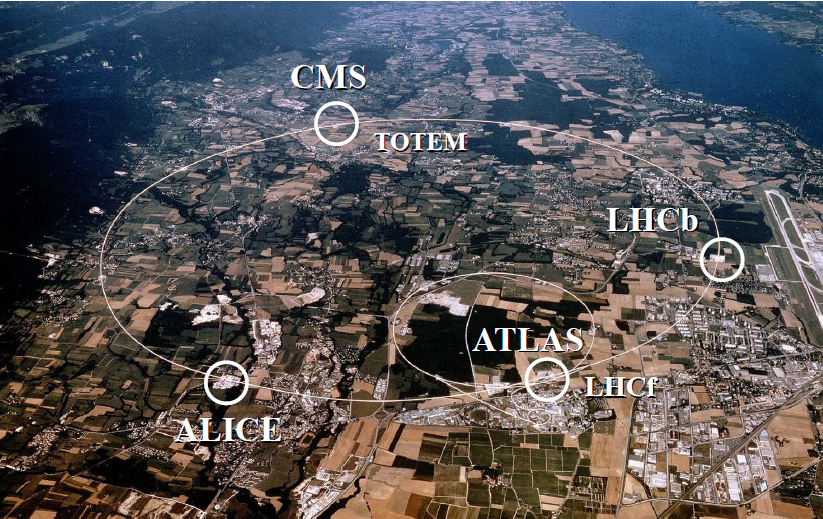 CMS
TOTEM
LHCb
ATLAS
LHCf
ALICE